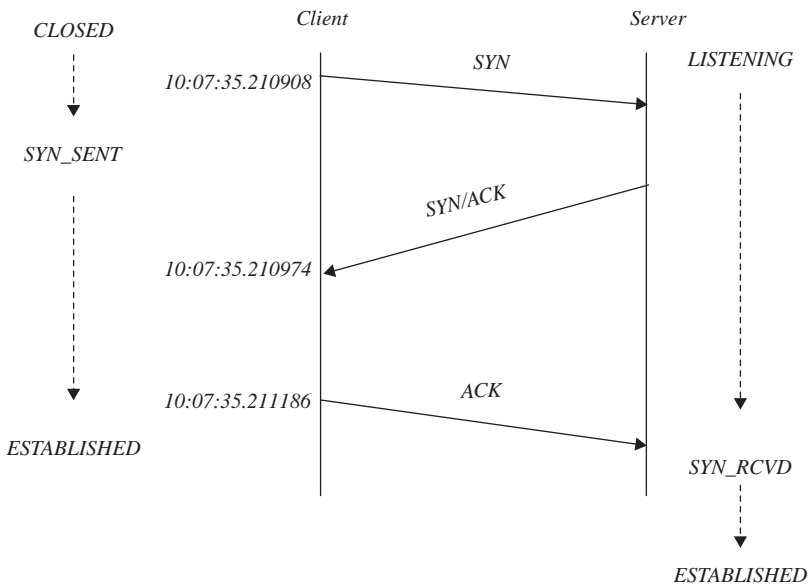 Client
Server
CLOSED
LISTENING
SYN
10:07:35.210908
SYN_SENT
SYN/ACK
10:07:35.210974
ACK
10:07:35.211186
ESTABLISHED
SYN_RCVD
ESTABLISHED